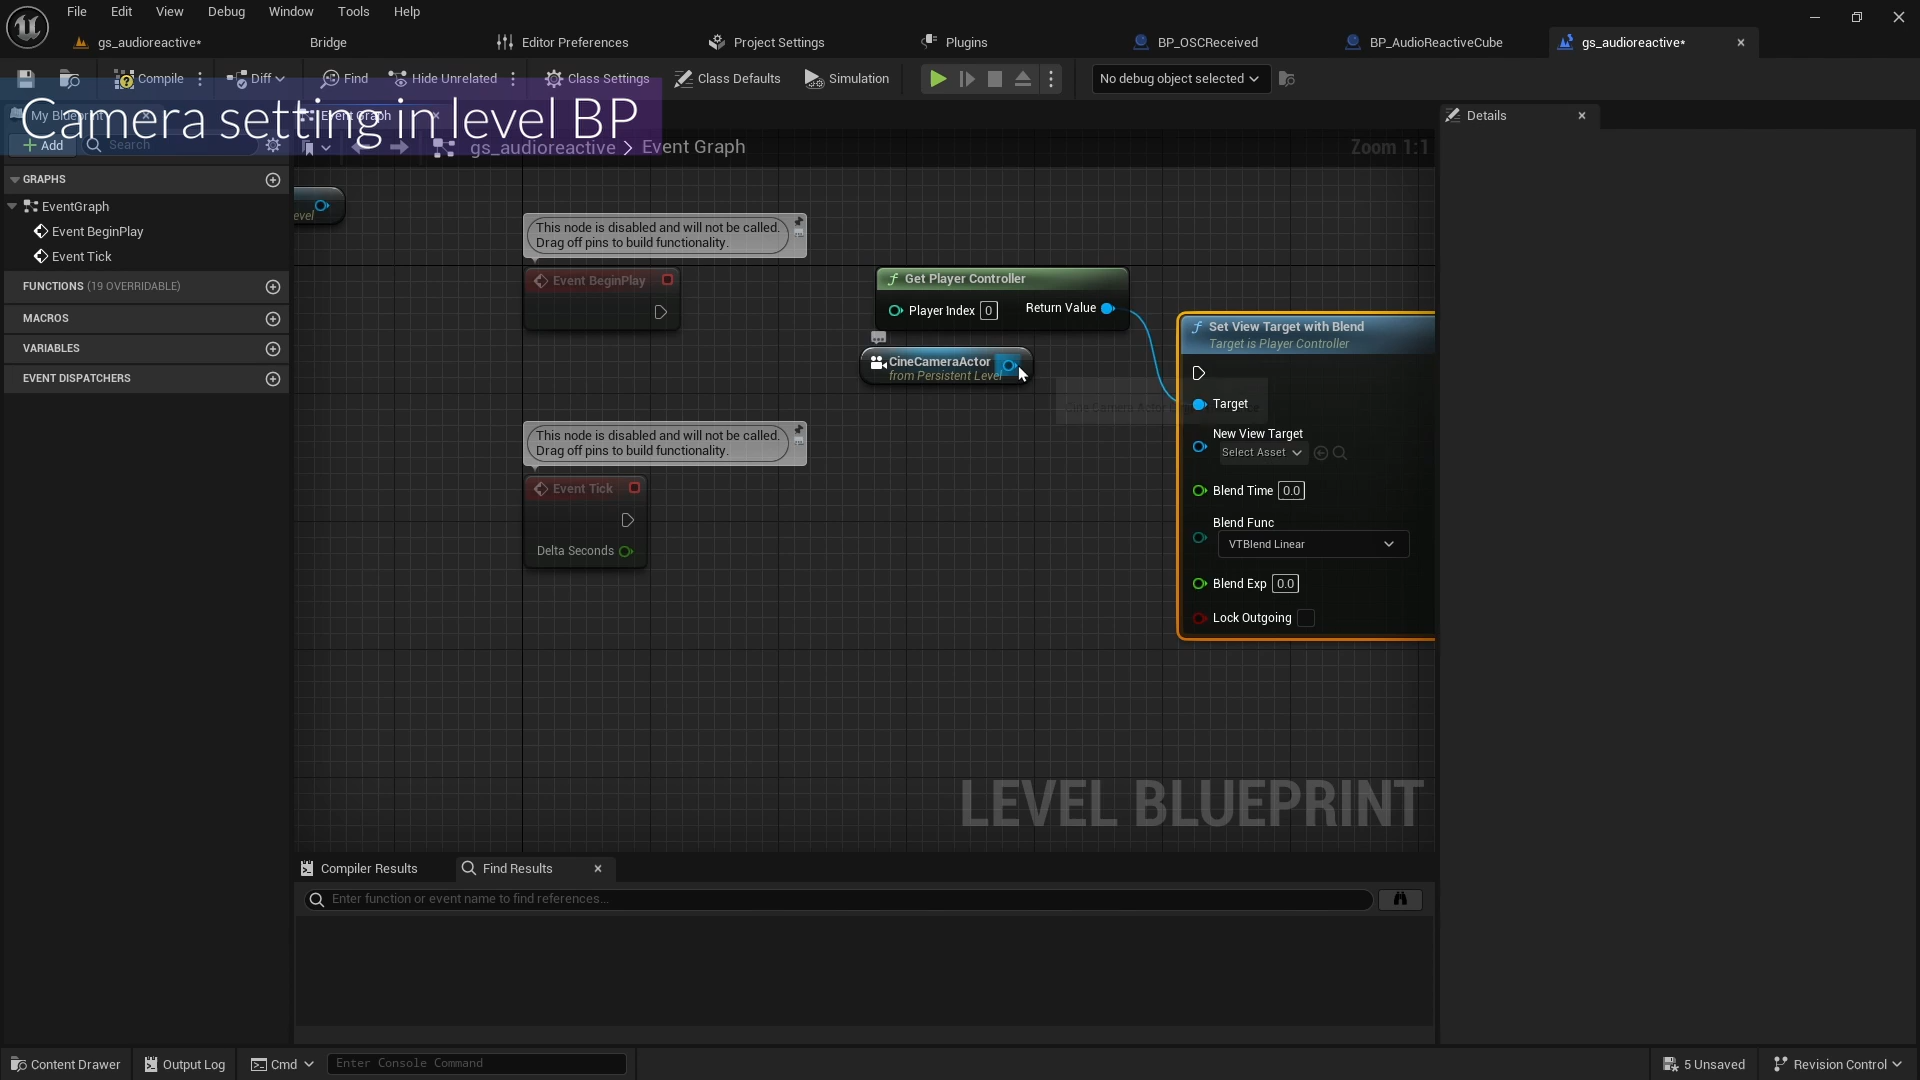 File Edit View Debug Window Tools Help
gs_audioreactive* Bridge Editor Preferences Project Settings Plugins BP_OSCReceived BP_AudioReactiveCube gs_audioreactive*
Compile Diff Find Hide Unrelated Class Settings Class Defaults Simulation No debug object selected
Camera setting in level BP
My Blueprint Event Graph Details
Add Search gs_audioreactive > Event Graph Zoom 1:1
GRAPHS
EventGraph
Event BeginPlay
Event Tick
FUNCTIONS (19 OVERRIDABLE)
MACROS
VARIABLES
EVENT DISPATCHERS
evel
This node is disabled and will not be called.
Drag off pins to build functionality.
Event BeginPlay
Get Player Controller
Player Index 0 Return Value
CineCameraActor
from Persistent Level
This node is disabled and will not be called.
Drag off pins to build functionality.
Event Tick
Delta Seconds
Set View Target with Blend
Target is Player Controller
Target
New View Target
Select Asset
Blend Time 0.0
Blend Func
VTBlend Linear
Blend Exp 0.0
Lock Outgoing
LEVEL BLUEPRINT
Compiler Results Find Results
Enter function or event name to find references...
Content Drawer Output Log Cmd Enter Console Command 5 Unsaved Revision Control